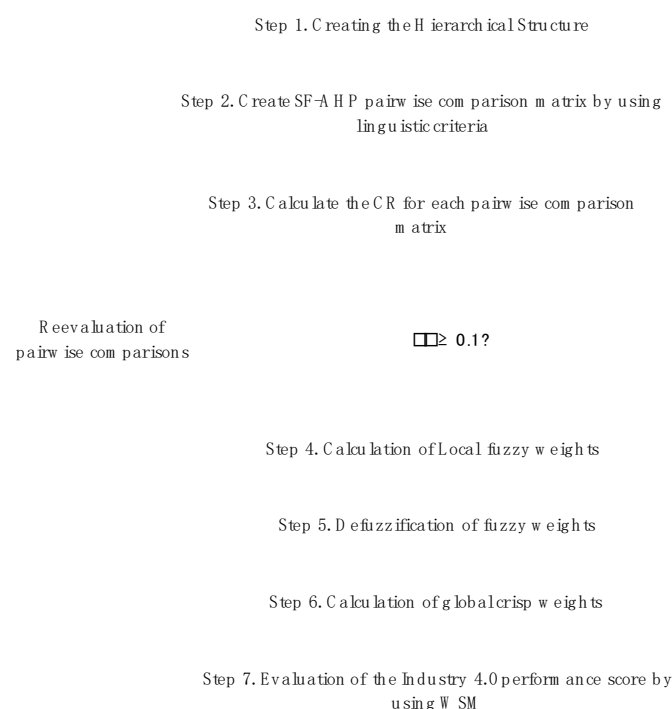 Step 1. Creating the Hierarchical Structure
Step 2. Create SF-AHP pairwise comparison matrix by using
linguistic criteria
Step 3. Calculate the CR for each pairwise comparison
matrix
Reevaluation of
pairwise comparisons
□□≥ 0.1?
Step 4. Calculation of Local fuzzy weights
Step 5. Defuzzification of fuzzy weights
Step 6. Calculation of global crisp weights
Step 7. Evaluation of the Industry 4.0 performance score by
using WSM